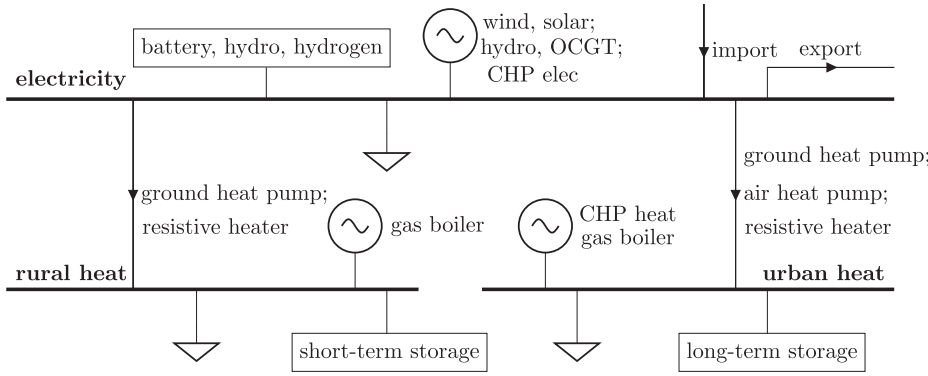 wind, solar;
battery, hydro, hydrogen
hydro, OCGT;
import
export
CHP elec
electricity
ground heat pump;
ground heat pump;
air heat pump;
resistive heater
gas boiler
CHP heat
gas boiler
resistive heater
rural heat
urban heat
short-term storage
long-term storage